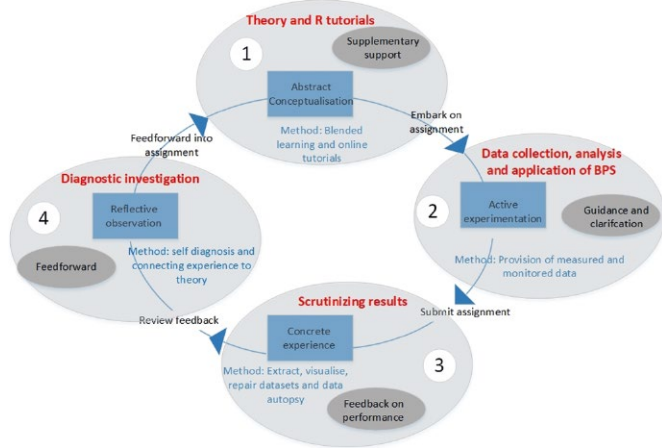 Theory and R tutorials
1
Supplementary
support
Abstract
Conceptualisation
Method: Blended
learning and online
tutorials
Embark on
assignment
Data collection, analysis
and application of BPS
2
Active
experimentation
Guidance and
clarifcation
Method: Provision of measured and
monitored data
Submit assignment
Scrutinizing results
3
Concrete
experience
Method: Extract, visualise,
repair datasets and data
autopsy
Feedback on
performance
Review feedback
Diagnostic investigation
4
Reflective
observation
Feedforward
Method: self diagnosis and
connecting experience to
theory
Feedforward into
assignment